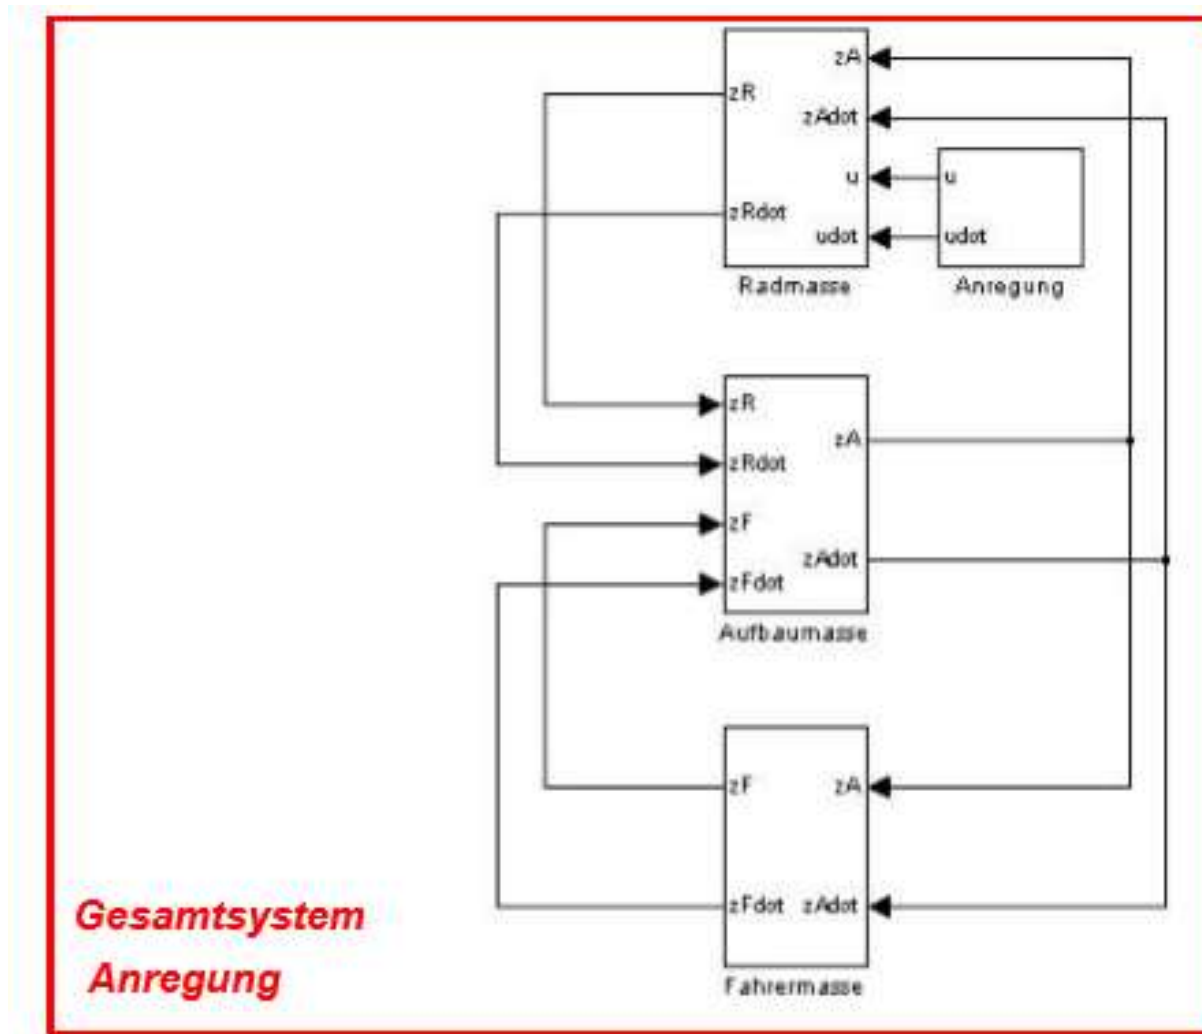 zA
zR
zAdot
u
u
zRdot
udot
udot
Radmasse
Anregung
zR
zA
zRdot
zF
zAdot
zFdot
Aufbaumasse
zF
zA
zFdot
zAdot
Fahrermasse
Gesamtsystem
Anregung